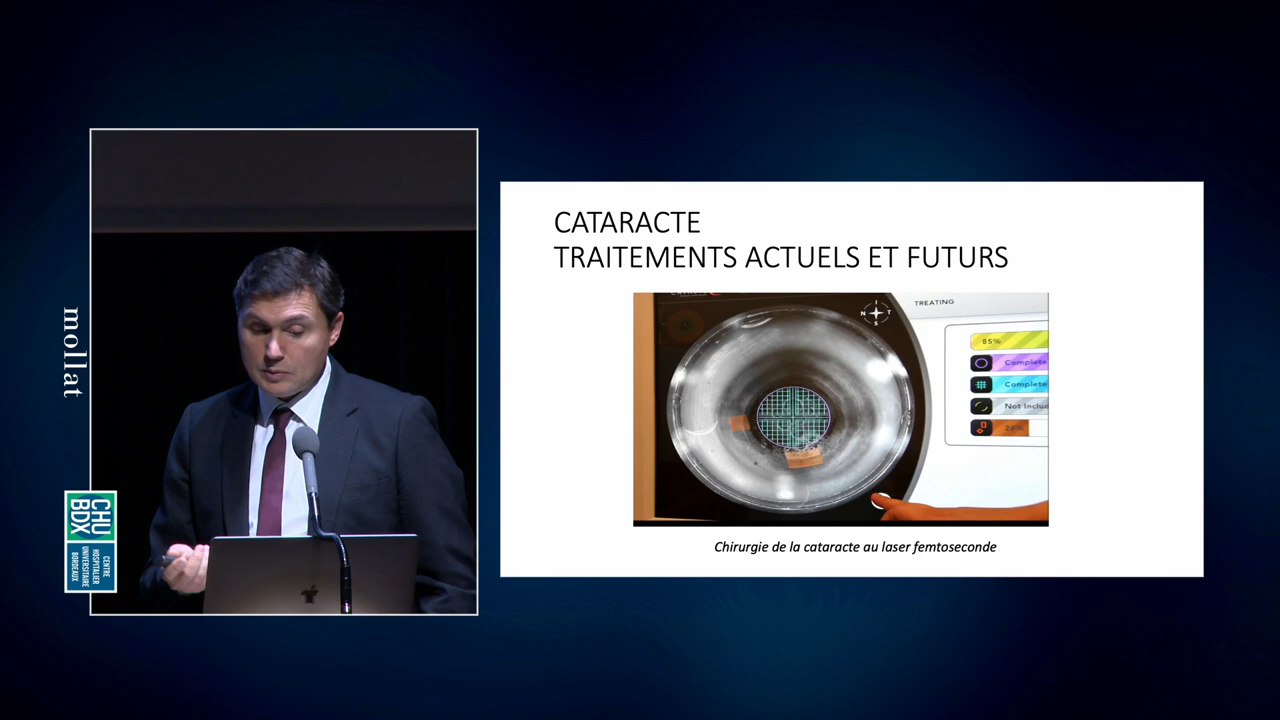 mollat
CHU
BDX
CENTRE
HOSPITALIER
UNIVERSITAIRE
BORDEAUX
CATARACTE
TRAITEMENTS ACTUELS ET FUTURS
TREATING
N I T
S
85%
Complete
Complete
Not Includ
26%
Chirurgie de la cataracte au laser femtoseconde